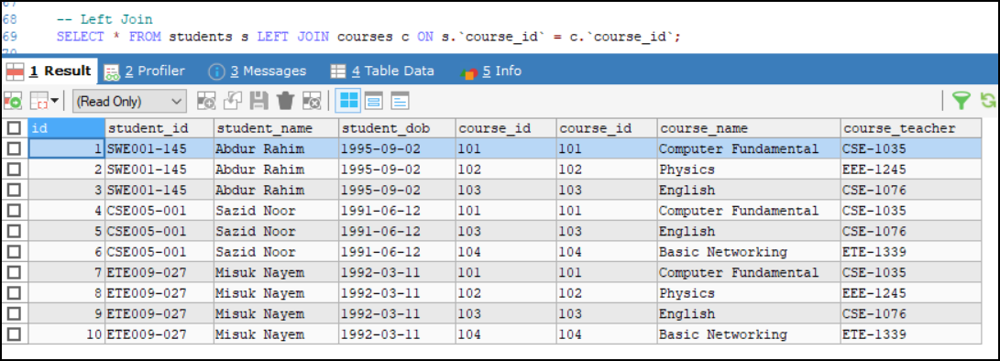 68 -- Left Join
69 SELECT * FROM students s LEFT JOIN courses c ON s.`course_id` = c.`course_id`;
1 Result 2 Profiler 3 Messages 4 Table Data 5 Info
(Read Only)
id student_id student_name student_dob course_id course_id course_name course_teacher
1 SWE001-145 Abdur Rahim 1995-09-02 101 101 Computer Fundamental CSE-1035
2 SWE001-145 Abdur Rahim 1995-09-02 102 102 Physics EEE-1245
3 SWE001-145 Abdur Rahim 1995-09-02 103 103 English CSE-1076
4 CSE005-001 Sazid Noor 1991-06-12 101 101 Computer Fundamental CSE-1035
5 CSE005-001 Sazid Noor 1991-06-12 103 103 English CSE-1076
6 CSE005-001 Sazid Noor 1991-06-12 104 104 Basic Networking ETE-1339
7 ETE009-027 Misuk Nayem 1992-03-11 101 101 Computer Fundamental CSE-1035
8 ETE009-027 Misuk Nayem 1992-03-11 102 102 Physics EEE-1245
9 ETE009-027 Misuk Nayem 1992-03-11 103 103 English CSE-1076
10 ETE009-027 Misuk Nayem 1992-03-11 104 104 Basic Networking ETE-1339